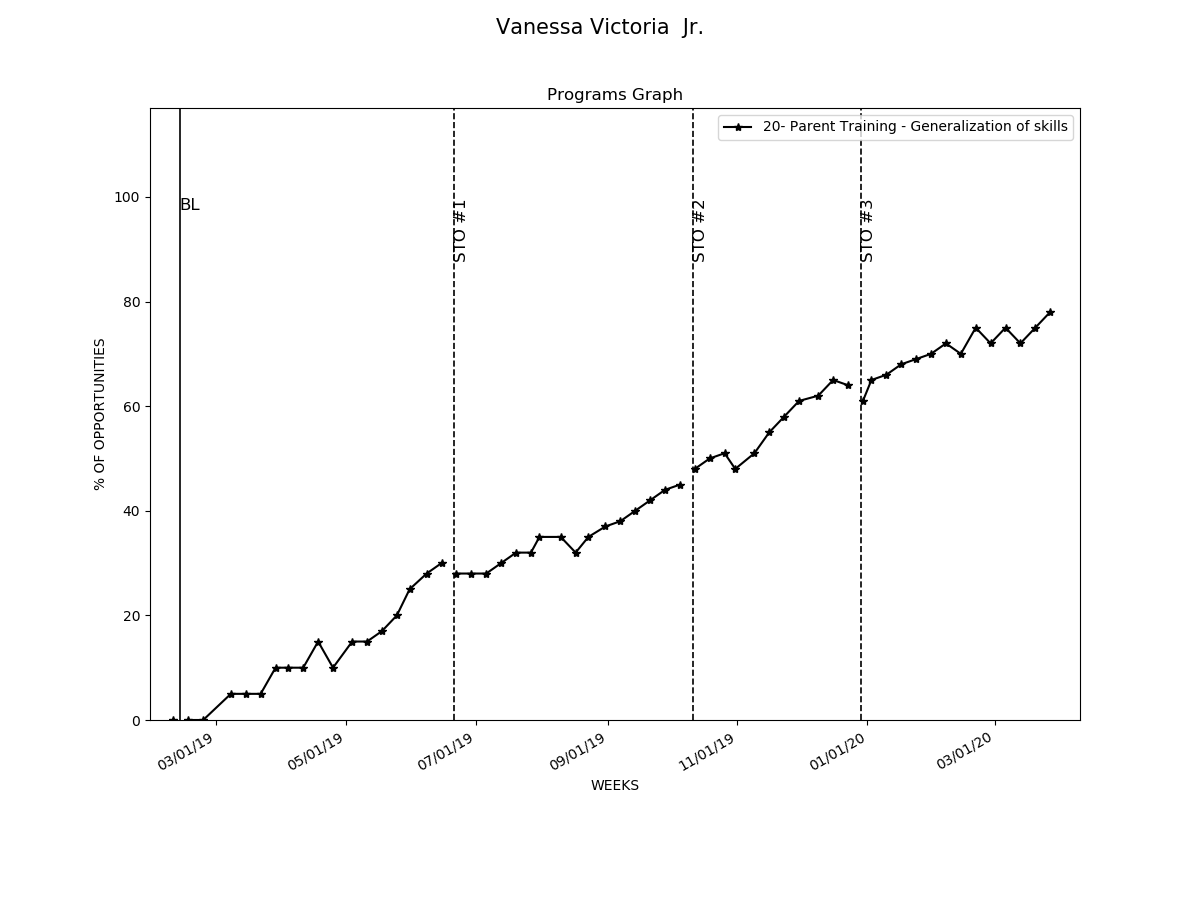 Vanessa Victoria  Jr.
Programs Graph
20- Parent Training - Generalization of skills
BL
STO #1
STO #2
STO #3
100
80
60
40
20
0
% OF OPPORTUNITIES
03/01/19
05/01/19
07/01/19
09/01/19
11/01/19
01/01/20
03/01/20
WEEKS